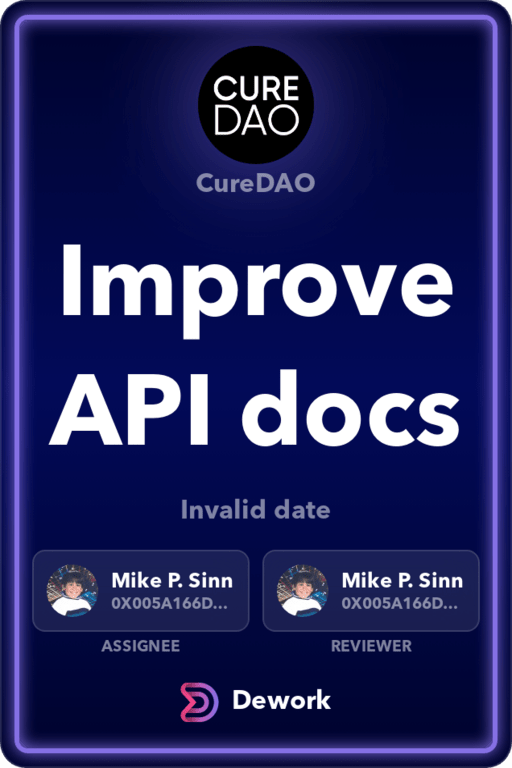 CURE
DAO
CureDAO
Improve
API docs
Invalid date
Mike P. Sinn
0X005A166D...
Mike P. Sinn
0X005A166D...
ASSIGNEE
REVIEWER
Dework